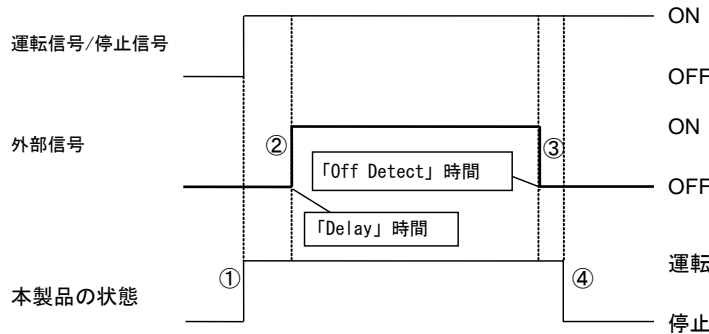 運転信号/停止信号
ON
OFF
外部信号
②
③
ON
OFF
「Off Detect」時間
「Delay」時間
本製品の状態
①
④
運転
停止